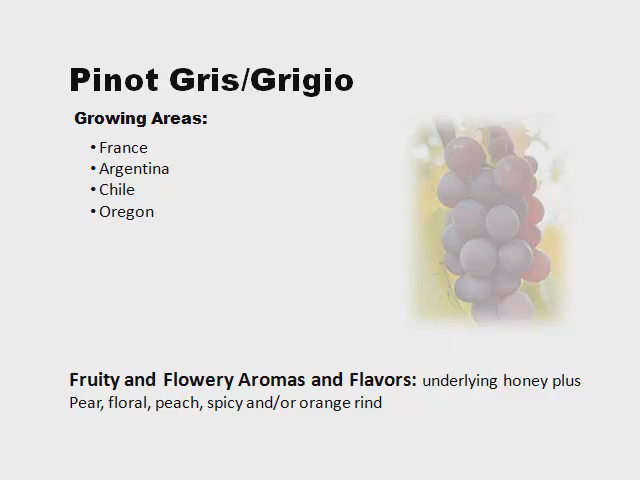 Pinot Gris/Grigio
Growing Areas:
• France
• Argentina
• Chile
• Oregon
Fruity and Flowery Aromas and Flavors: underlying honey plus
Pear, floral, peach, spicy and/or orange rind